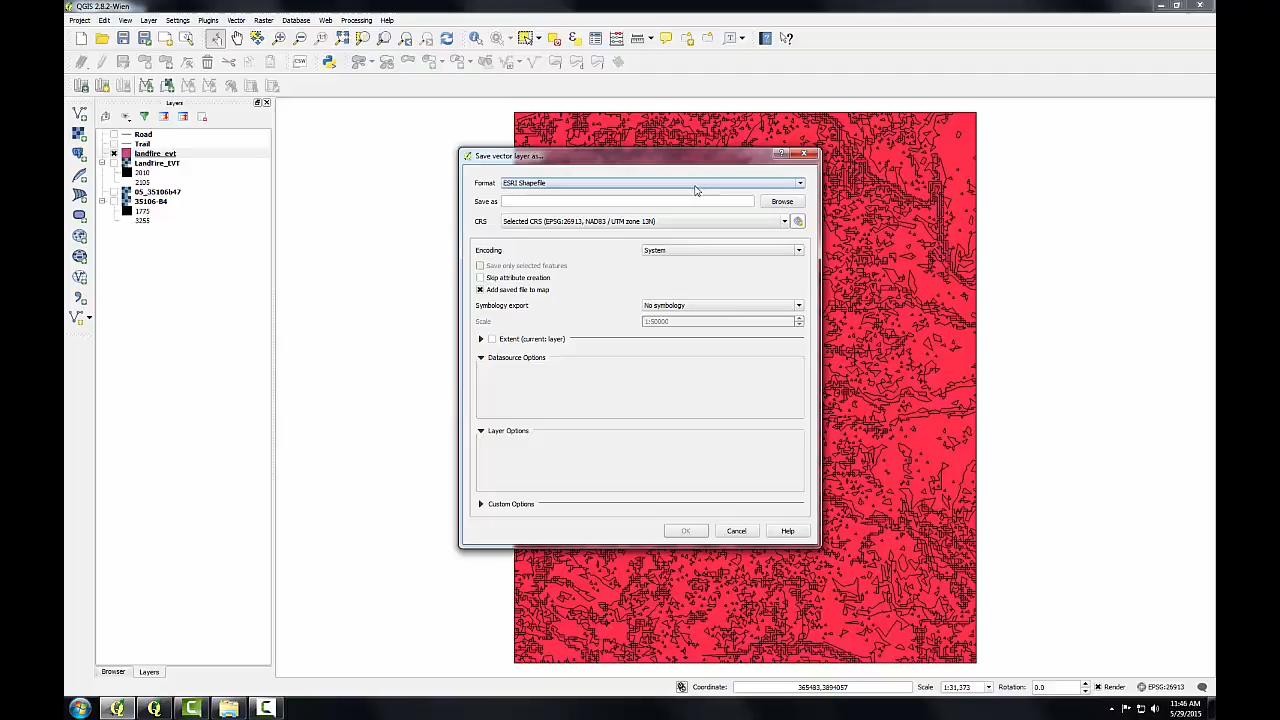 QGIS 2.8.2-Wien
Project Edit View Layer Settings Plugins Vector Raster Database Web Processing Help
CSW
Layers
Road
Trail
landfire_evt
LandFire_EVT
2010
2105
05_35106b47
35106-B4
1775
3255
Save vector layer as...
Format ESRI Shapefile
Save as Browse
CRS Selected CRS (EPSG:26913, NAD83 / UTM zone 13N)
Encoding System
Save only selected features
Skip attribute creation
Add saved file to map
Symbology export No symbology
Scale 1:50000
Extent (current: layer)
Datasource Options
Layer Options
Custom Options
OK Cancel Help
Browser Layers
Coordinate: 365483,3894057 Scale 1:31,373 Rotation: 0.0 Render EPSG:26913
11:46 AM
5/29/2015